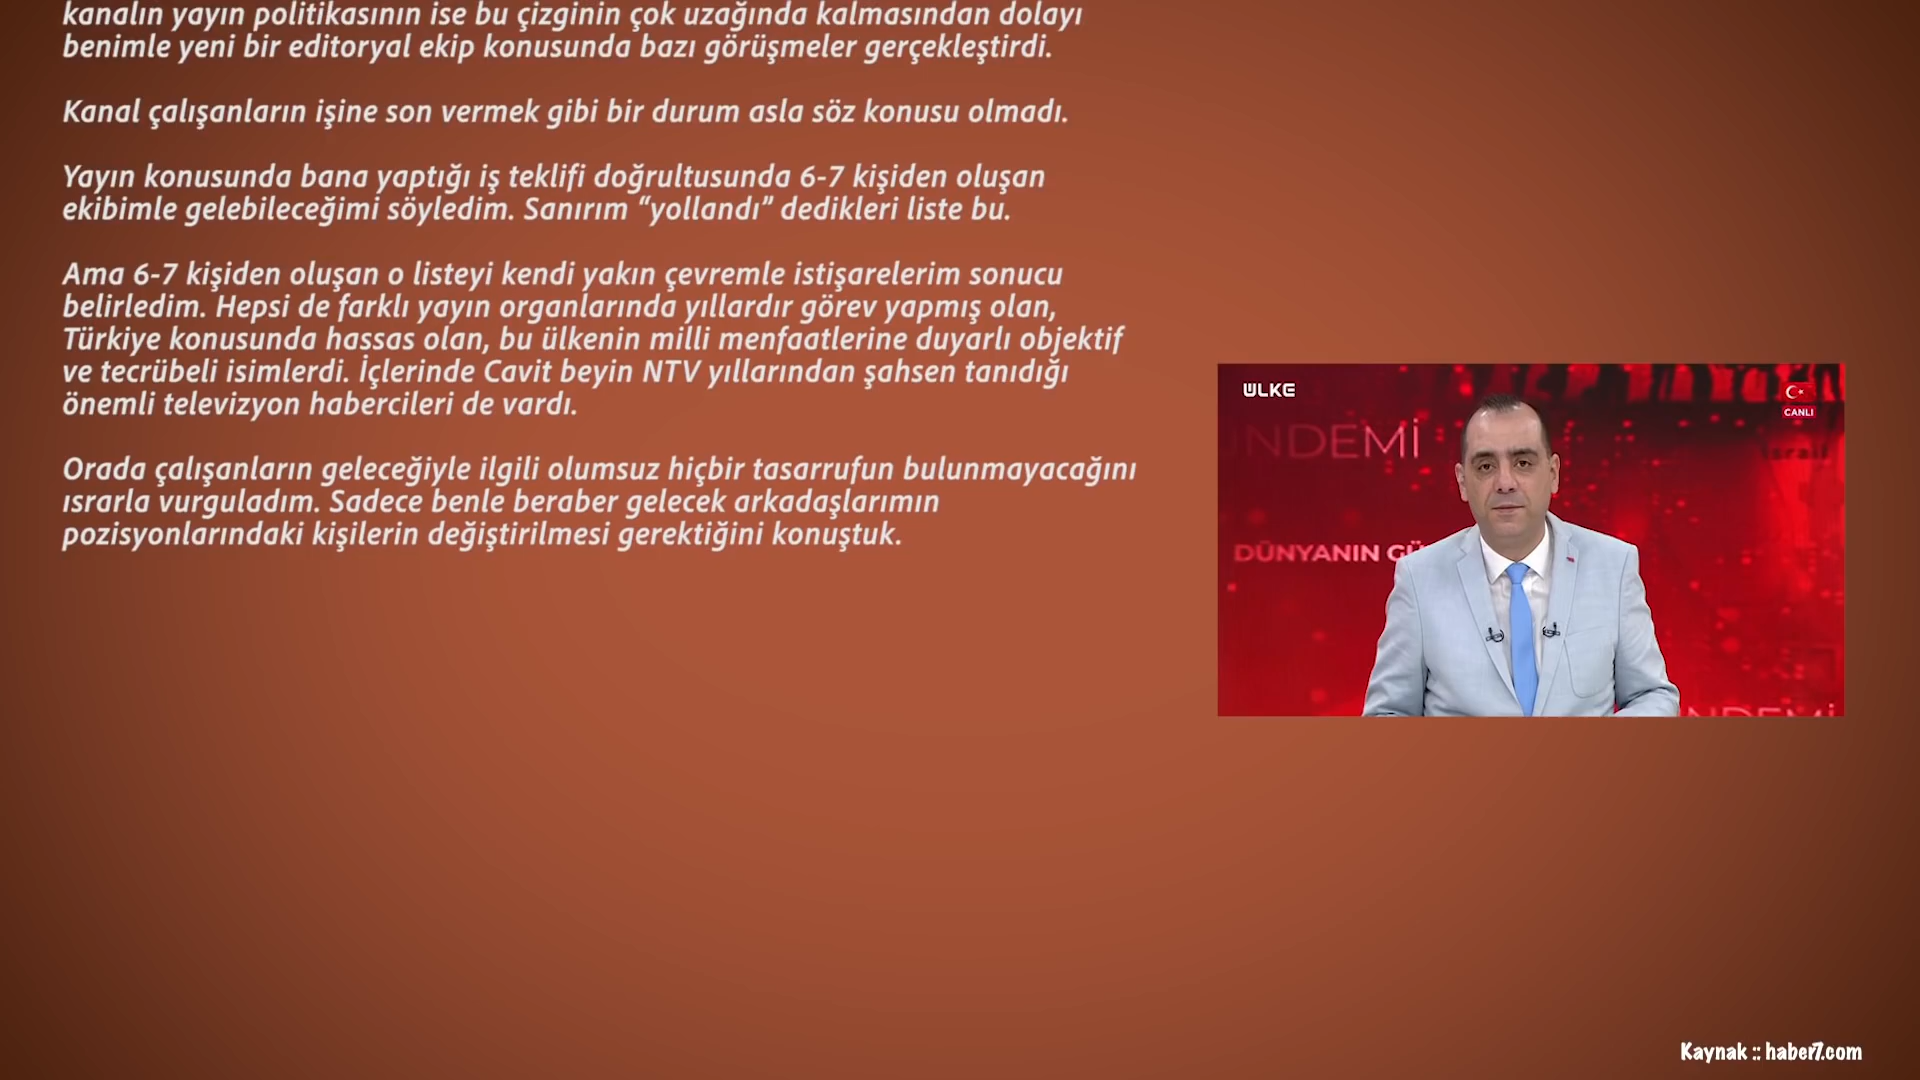 kanalın yayın politikasının ise bu çizginin çok uzağında kalmasından dolayı
benimle yeni bir editoryal ekip konusunda bazı görüşmeler gerçekleştirdi.
Kanal çalışanların işine son vermek gibi bir durum asla söz konusu olmadı.
Yayın konusunda bana yaptığı iş teklifi doğrultusunda 6-7 kişiden oluşan
ekibimle gelebileceğimi söyledim. Sanırım “yollandı” dedikleri liste bu.
Ama 6-7 kişiden oluşan o listeyi kendi yakın çevremle istişarelerim sonucu
belirledim. Hepsi de farklı yayın organlarında yıllardır görev yapmış olan,
Türkiye konusunda hassas olan, bu ülkenin milli menfaatlerine duyarlı objektif
ve tecrübeli isimlerdi. İçlerinde Cavit beyin NTV yıllarından şahsen tanıdığı
önemli televizyon habercileri de vardı.
Orada çalışanların geleceğiyle ilgili olumsuz hiçbir tasarrufun bulunmayacağını
ısrarla vurguladım. Sadece benle beraber gelecek arkadaşlarımın
pozisyonlarındaki kişilerin değiştirilmesi gerektiğini konuştuk.
ÜLKE
CANLI
NDEMİ
DÜNYANIN GÜ
NDEMİ
Kaynak :: haber7.com